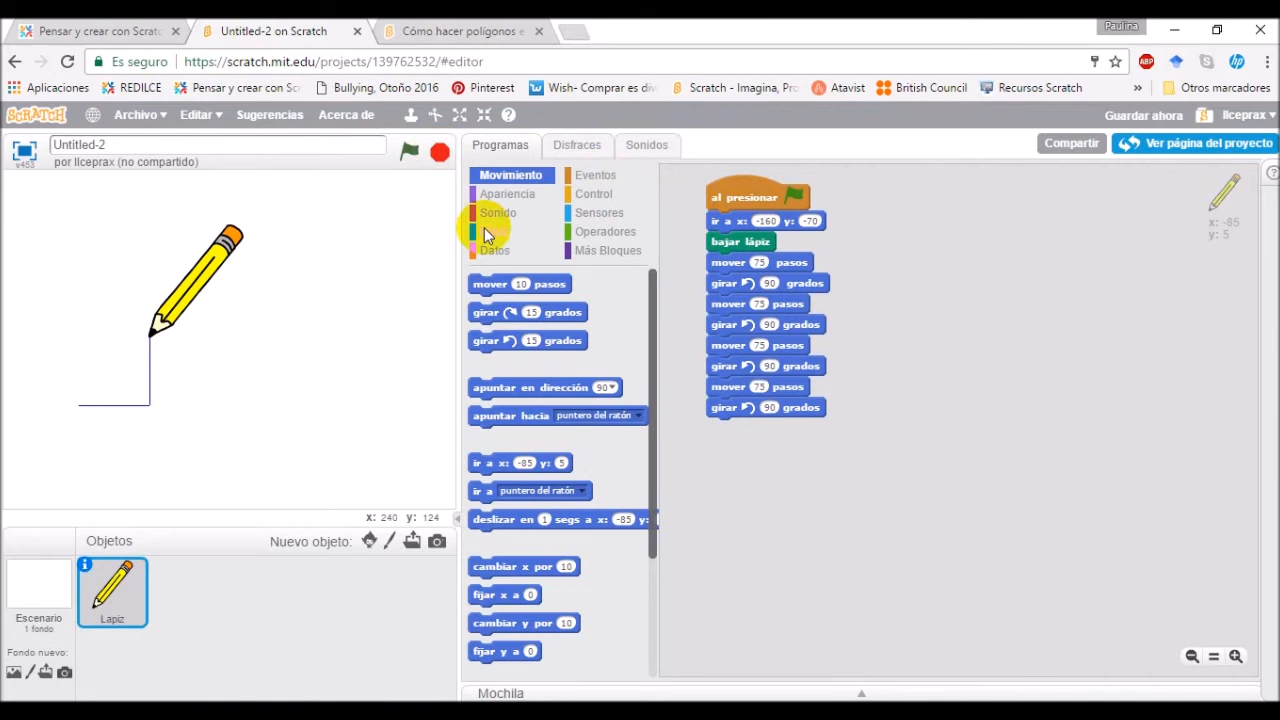 Paulina
Pensar y crear con Scratc
Untitled-2 on Scratch
Cómo hacer polígonos e
Es seguro
https://scratch.mit.edu/projects/139762532/#editor
ABP
Aplicaciones
REDILCE
Pensar y crear con Scr
Bullying, Otoño 2016
Pinterest
Wish- Comprar es div
Scratch - Imagina, Pro
Atavist
British Council
Recursos Scratch
»
Otros marcadores
SCRATCH
Archivo
Editar
Sugerencias
Acerca de
Guardar ahora
Ilceprax
v453
Untitled-2
por Ilceprax (no compartido)
Programas
Disfraces
Sonidos
Compartir
Ver página del proyecto
Movimiento
Eventos
Apariencia
Control
Sonido
Sensores
Operadores
Datos
Más Bloques
mover 10 pasos
girar 15 grados
girar 15 grados
apuntar en dirección 90
apuntar hacia puntero del ratón
ir a x: -85 y: 5
ir a puntero del ratón
deslizar en 1 segs a x: -85 y:
cambiar x por 10
fijar x a 0
cambiar y por 10
fijar y a 0
al presionar
ir a x: -160 y: -70
bajar lápiz
mover 75 pasos
girar 90 grados
mover 75 pasos
girar 90 grados
mover 75 pasos
girar 90 grados
mover 75 pasos
girar 90 grados
x: -85
y: 5
x: 240 y: 124
Objetos
Nuevo objeto:
Escenario
1 fondo
Lapiz
Fondo nuevo:
Mochila